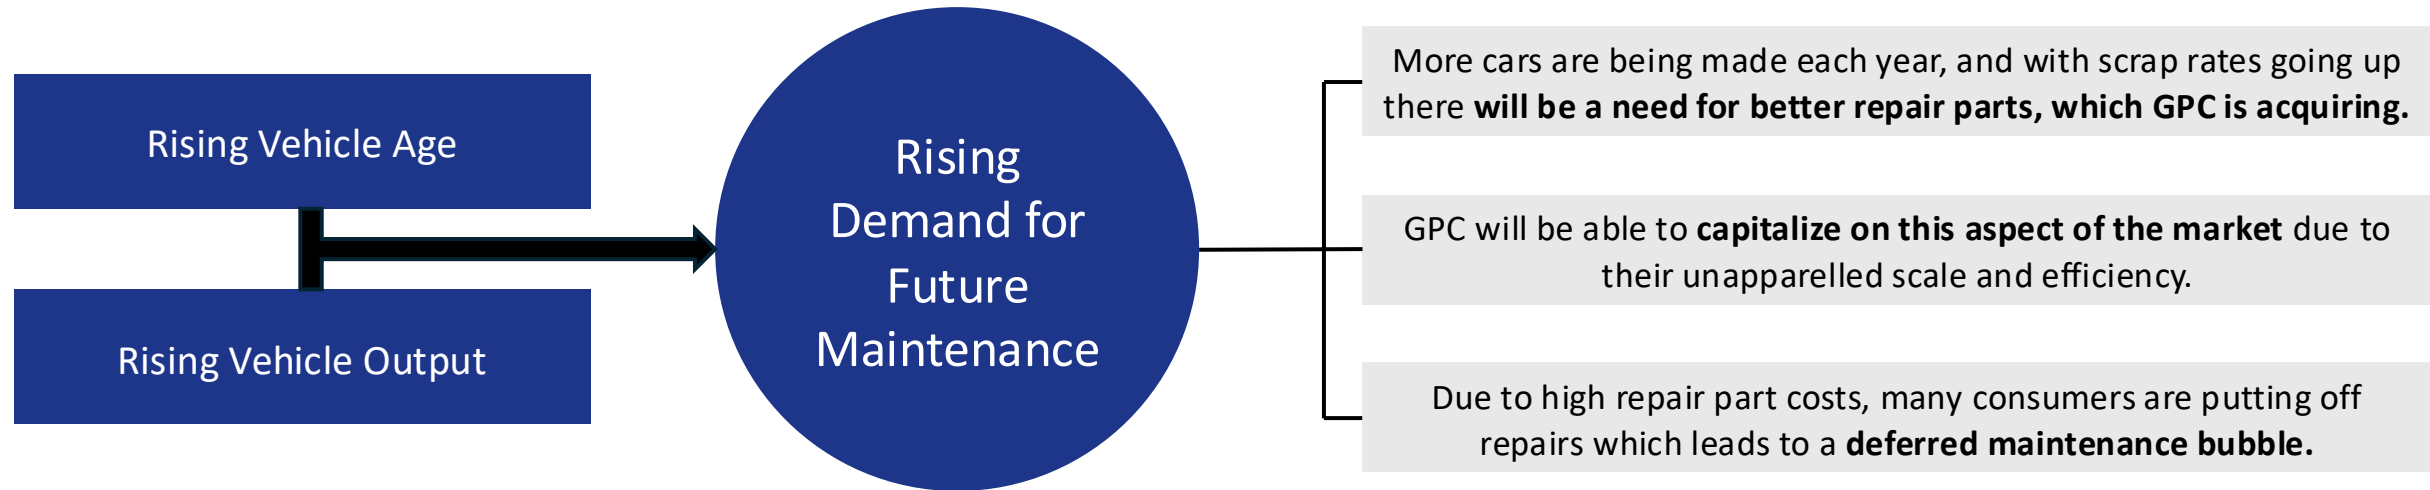 Rising Vehicle Age
Rising Vehicle Output
Rising
Demand for
Future
Maintenance
More cars are being made each year, and with scrap rates going up
there will be a need for better repair parts, which GPC is acquiring.
GPC will be able to capitalize on this aspect of the market due to
their unapparelled scale and efficiency.
Due to high repair part costs, many consumers are putting off
repairs which leads to a deferred maintenance bubble.